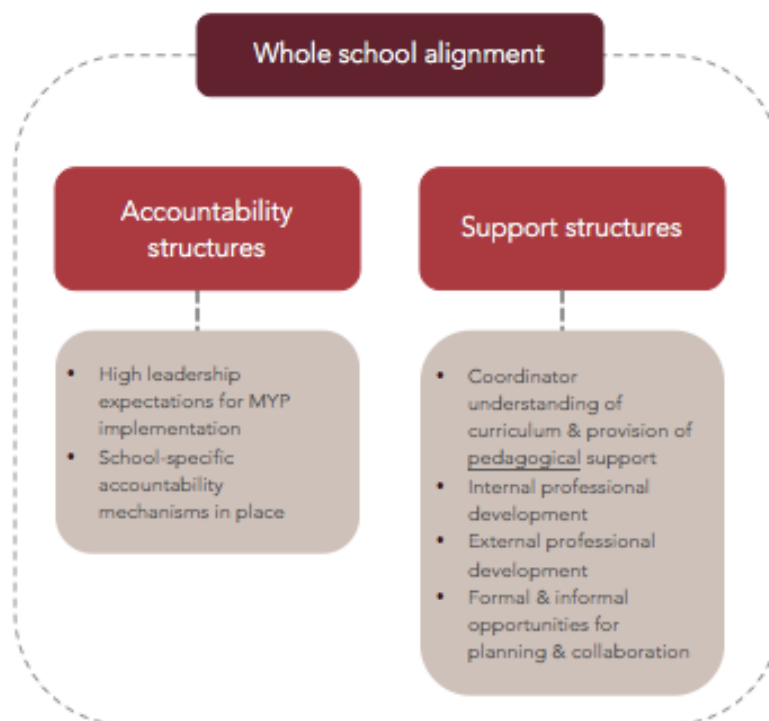 Whole school alignment
Accountability
structures
• High leadership
expectations for MYP
implementation
• School-specific
accountability
mechanisms in place
Support structures
• Coordinator
understanding of
curriculum & provision of
pedagogical support
• Internal professional
development
• External professional
development
• Formal & informal
opportunities for
planning & collaboration